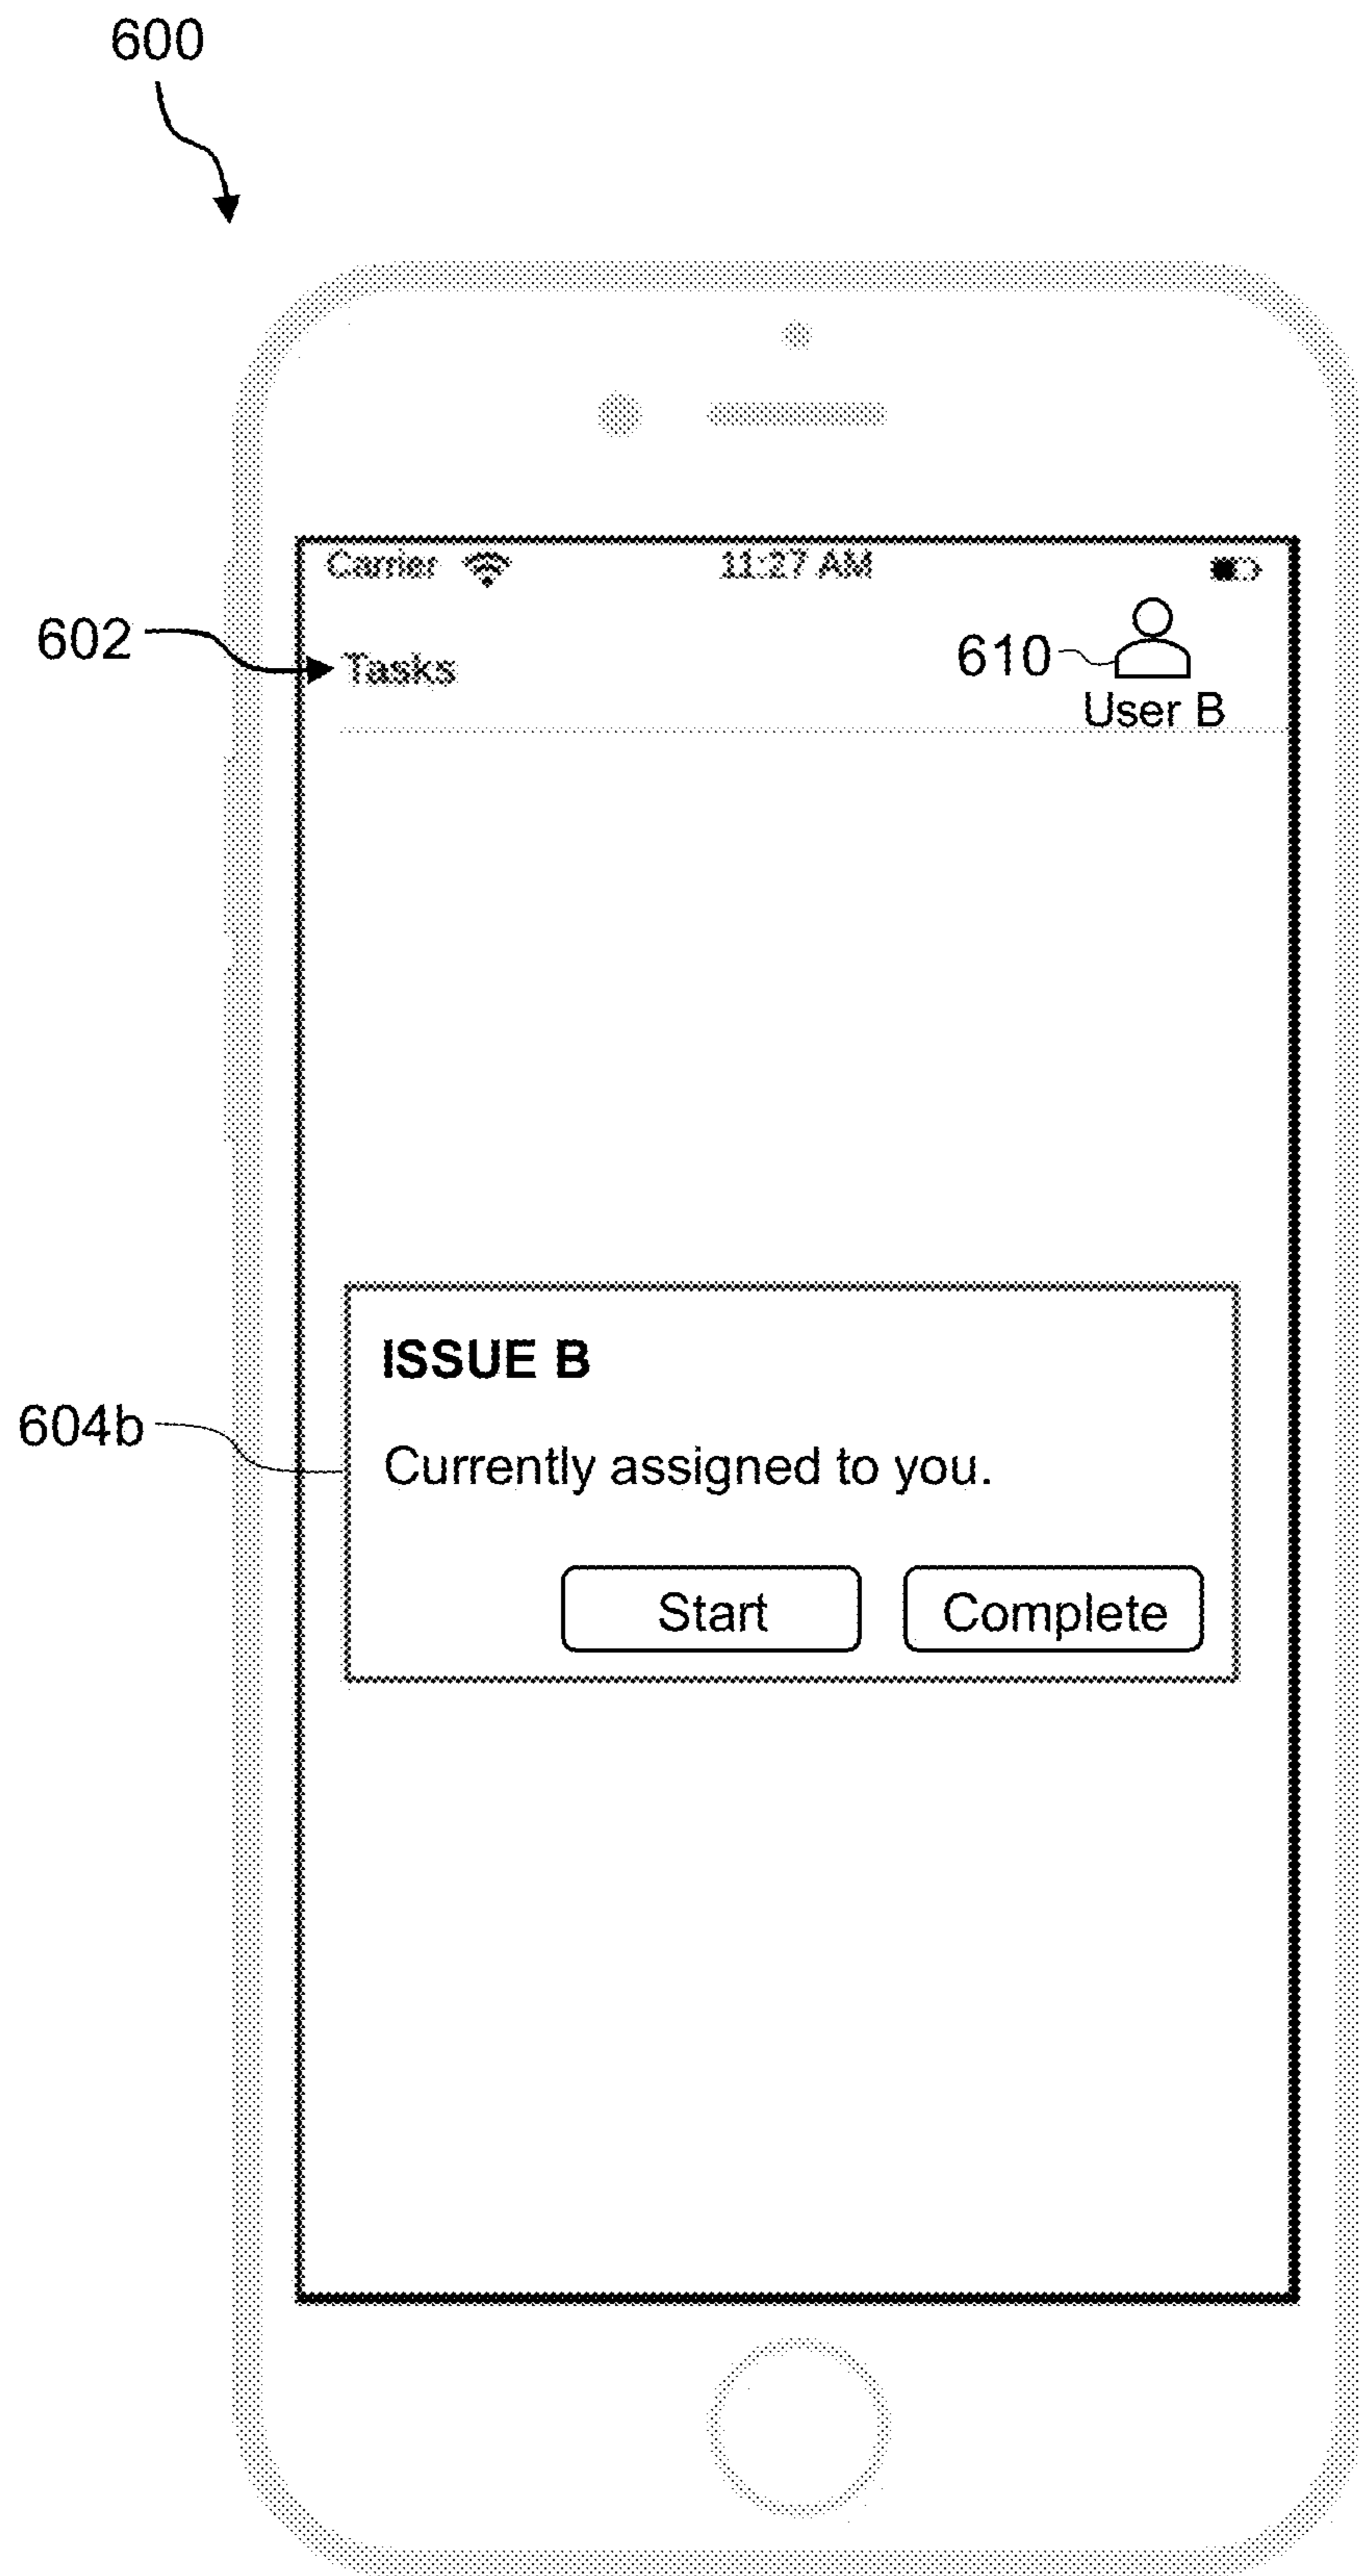 600
Carrier 11:27 AM
602 Tasks 610
User B
ISSUE B
604b
Currently assigned to you.
Start Complete